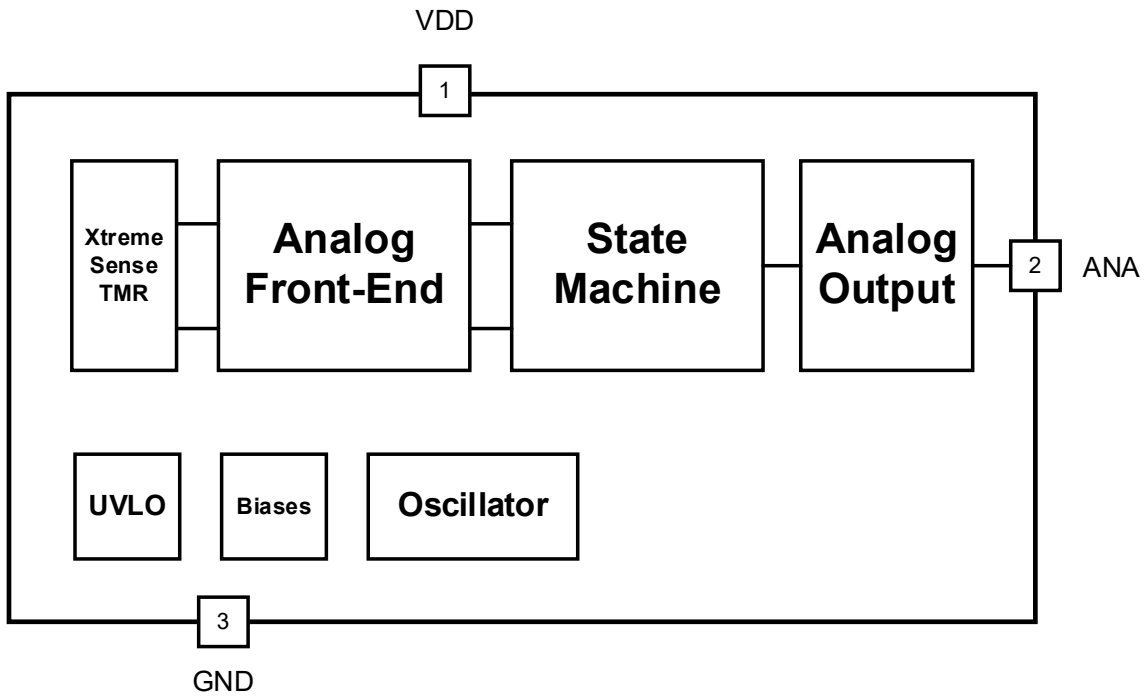 VDD
1
Xtreme
Sense
TMR
Analog
Front-End
State
Machine
Analog
Output
2
ANA
UVLO
Biases
Oscillator
3
GND